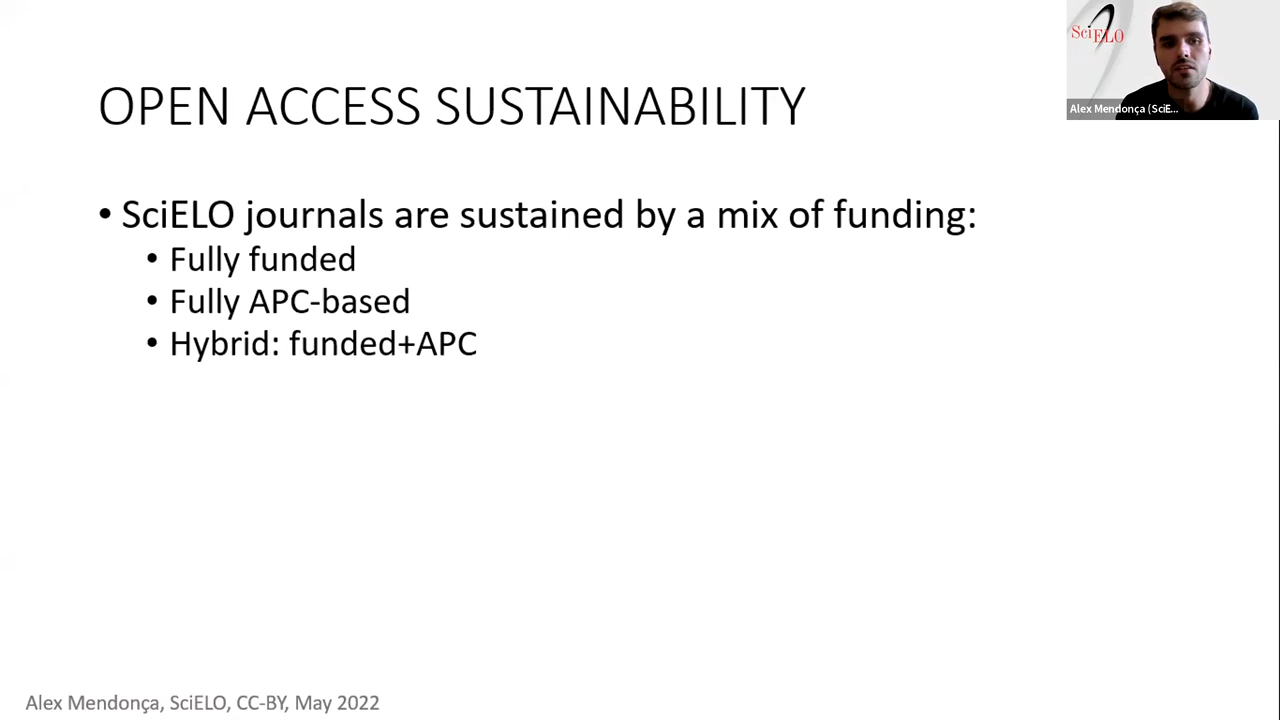 SciELO
Alex Mendonça (SciE...
OPEN ACCESS SUSTAINABILITY
• SciELO journals are sustained by a mix of funding:
• Fully funded
• Fully APC-based
• Hybrid: funded+APC
Alex Mendonça, SciELO, CC-BY, May 2022